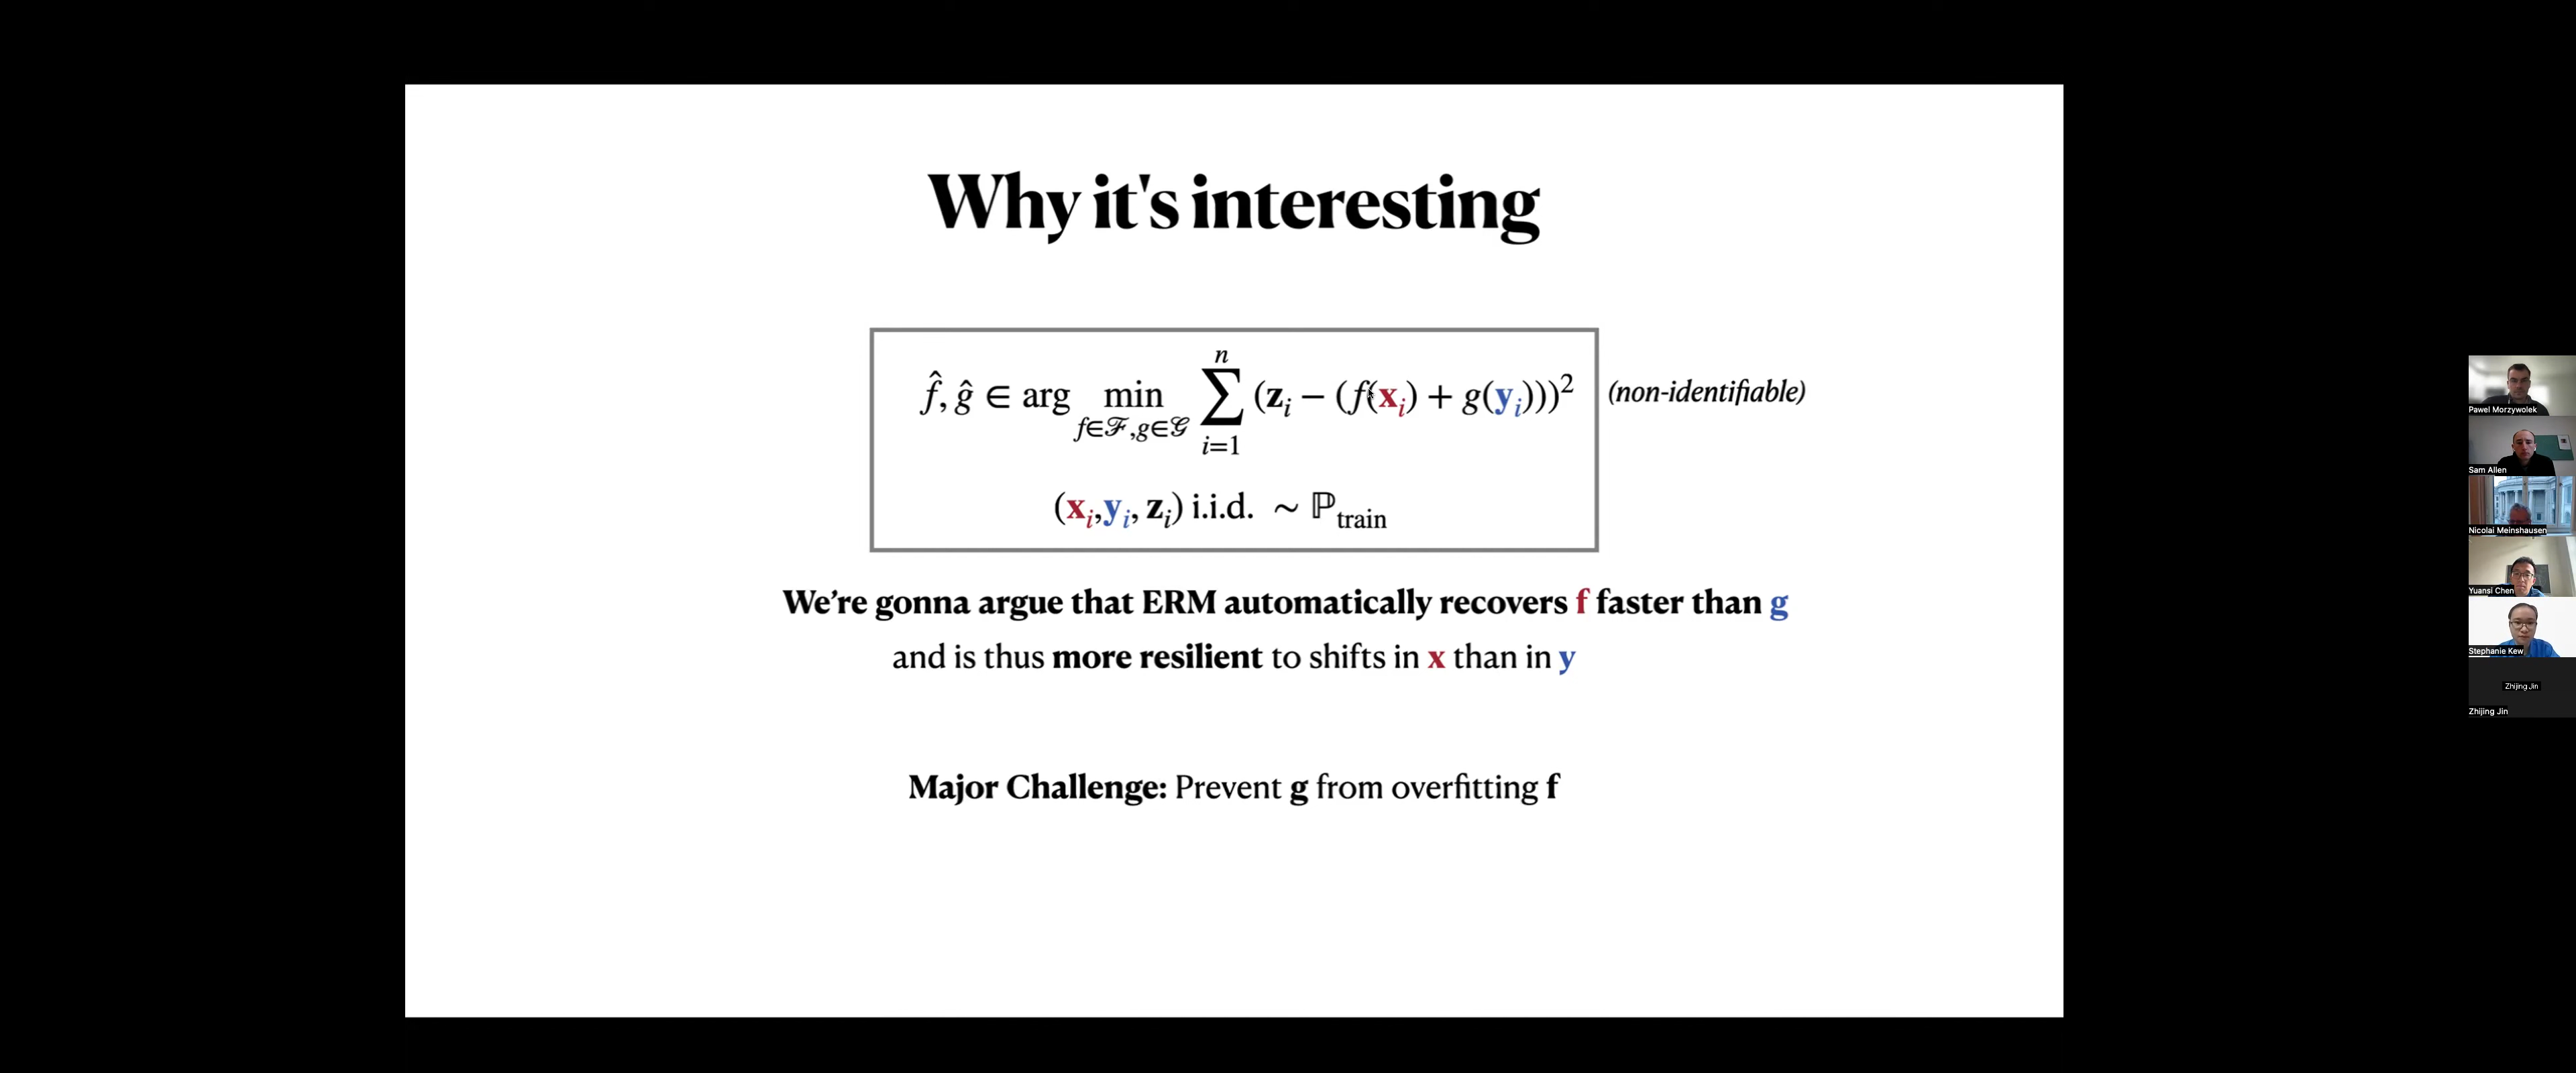 Why it's interesting
f̂, ĝ ∈ arg min_{f∈ℱ, g∈𝒢} ∑_{i=1}^{n} (z_i − (f(x_i) + g(y_i)))² (non-identifiable)
(x_i, y_i, z_i) i.i.d. ∼ ℙ_train
We're gonna argue that ERM automatically recovers f faster than g
and is thus more resilient to shifts in x than in y
Major Challenge: Prevent g from overfitting f
Pawel Morzywolek
Sam Allen
Nicolai Meinshausen
Yuansi Chen
Stephanie Kew
Zhijing Jin
Zhijing Jin